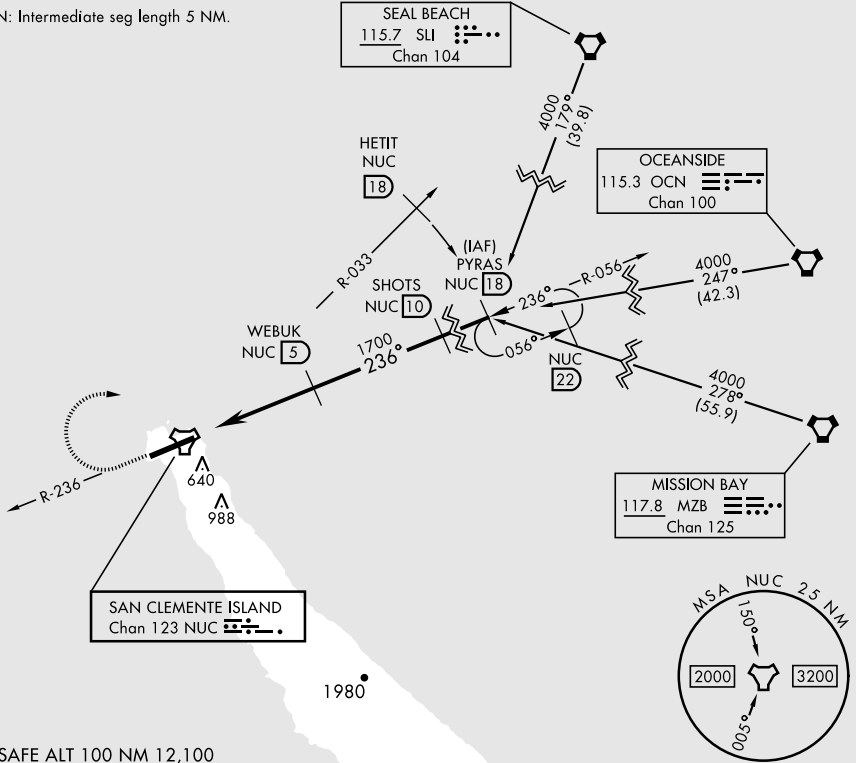 N: Intermediate seg length 5 NM.
SEAL BEACH
115.7 SLI
Chan 104
4000
179°
(39.8)
HETIT
NUC
18
OCEANSIDE
115.3 OCN
Chan 100
R-033
(IAF)
PYRAS
NUC 18
SHOTS
NUC 10
236°
R-056
4000
247°
(42.3)
WEBUK
NUC 5
1700
236°
056°
NUC
22
4000
278°
(55.9)
R-236
640
988
MISSION BAY
117.8 MZB
Chan 125
SAN CLEMENTE ISLAND
Chan 123 NUC
1980
MSA NUC 25 NM
150°
2000
3200
005°
SAFE ALT 100 NM 12,100